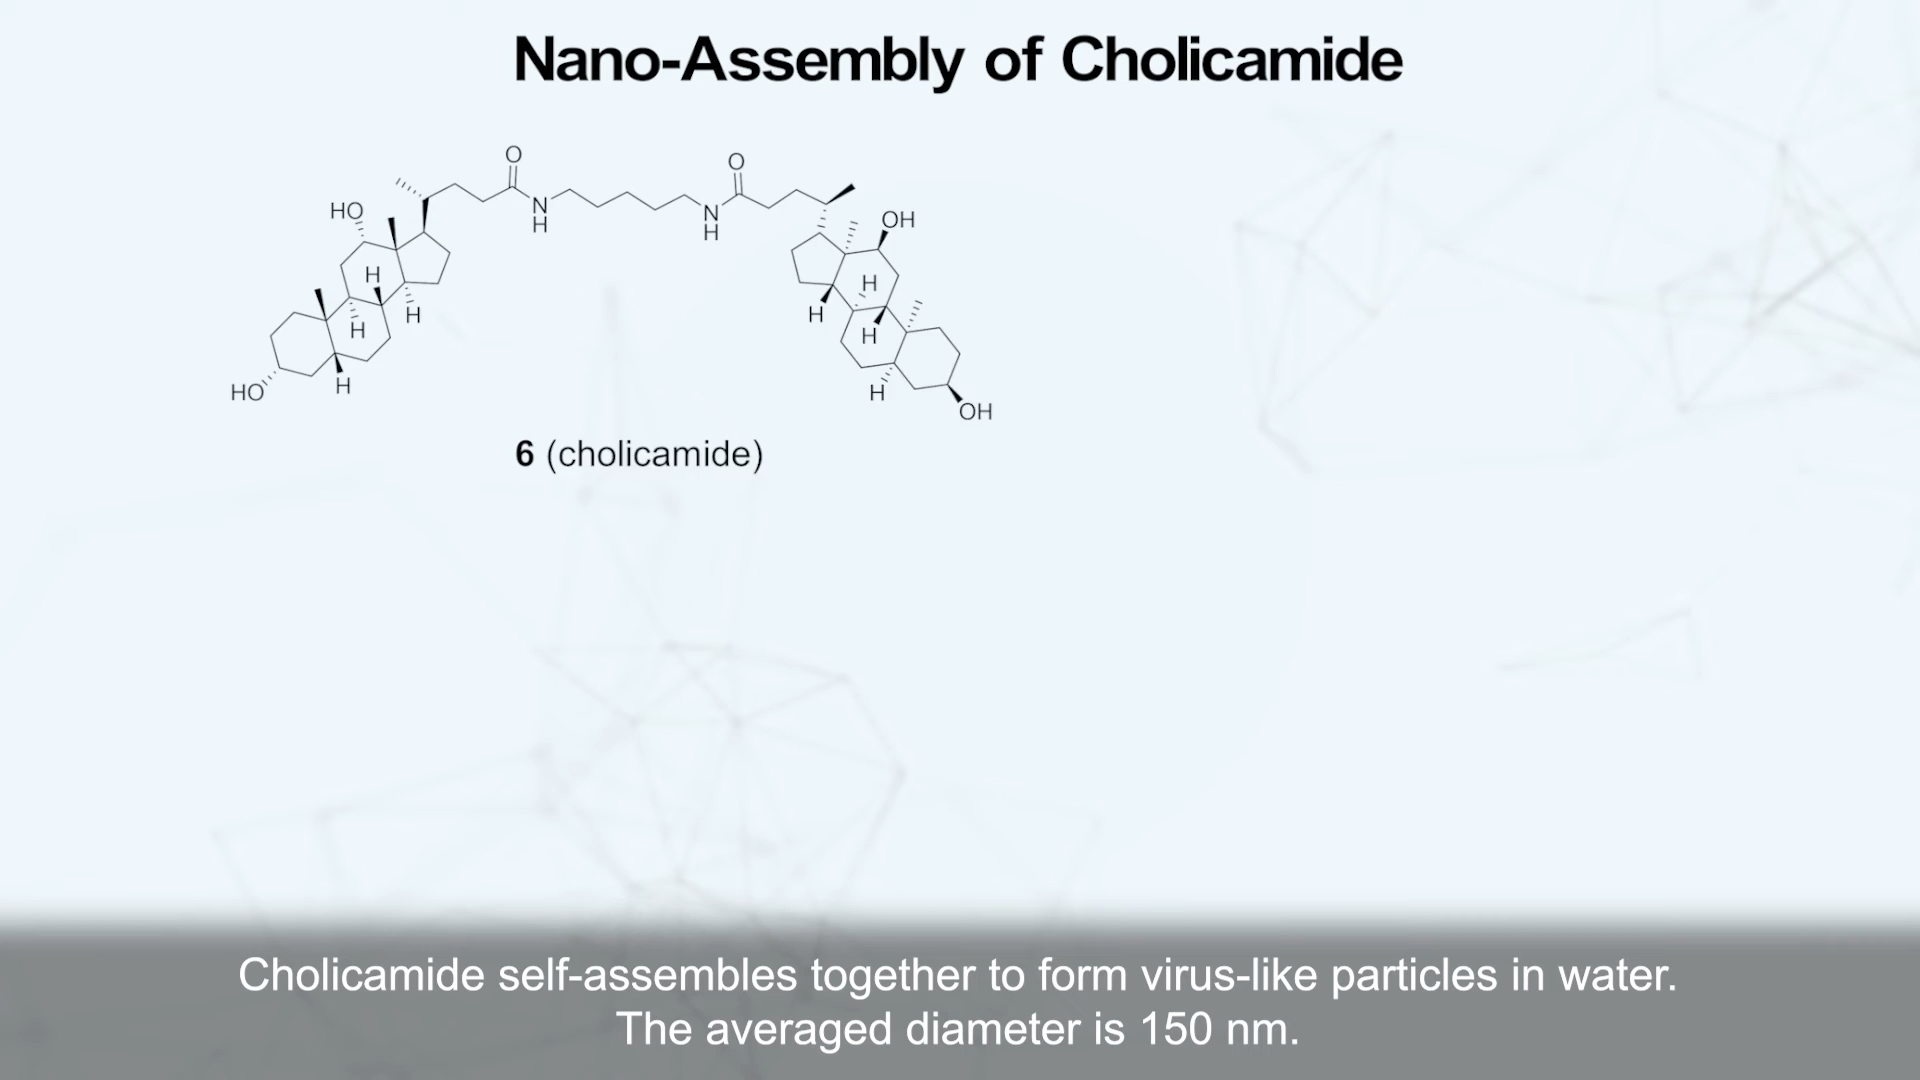 Nano-Assembly of Cholicamide
O
O
HO
N
H
N
H
OH
H
H
H
H
H
H
HO
H
H
OH
6 (cholicamide)
Cholicamide self-assembles together to form virus-like particles in water.
The averaged diameter is 150 nm.